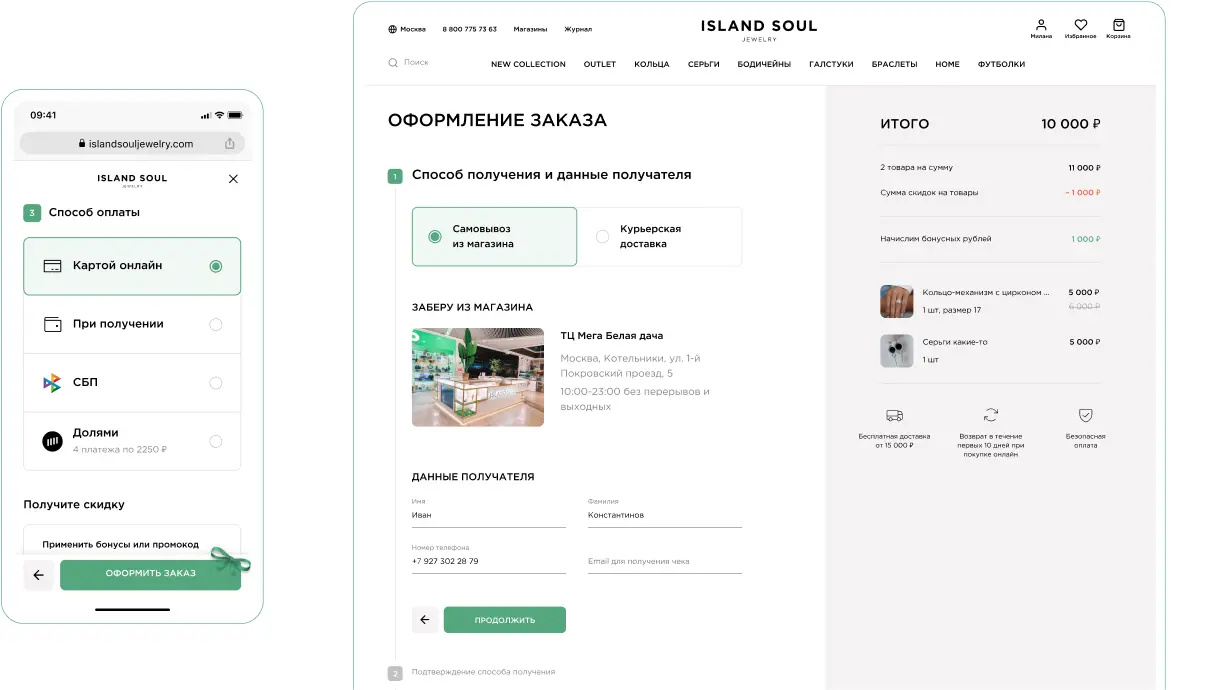 09:41
islandsouljewelry.com
ISLAND SOUL
JEWELRY
3 Способ оплаты
Картой онлайн
При получении
СБП
Долями
4 платежа по 2250 ₽
Получите скидку
Применить бонусы или промокод
ОФОРМИТЬ ЗАКАЗ
Москва 8 800 775 73 63 Магазины Журнал
ISLAND SOUL
JEWELRY
Милана Избранное Корзина
Поиск
NEW COLLECTION OUTLET КОЛЬЦА СЕРЬГИ БОДИЧЕЙНЫ ГАЛСТУКИ БРАСЛЕТЫ HOME ФУТБОЛКИ
ОФОРМЛЕНИЕ ЗАКАЗА
1 Способ получения и данные получателя
Самовывоз
из магазина
Курьерская
доставка
ЗАБЕРУ ИЗ МАГАЗИНА
ТЦ Мега Белая дача
Москва, Котельники, ул. 1-й
Покровский проезд, 5
10:00-23:00 без перерывов и
выходных
ДАННЫЕ ПОЛУЧАТЕЛЯ
Имя
Иван
Фамилия
Константинов
Номер телефона
+7 927 302 28 79
Email для получения чека
ПРОДОЛЖИТЬ
2 Подтверждение способа получения
ИТОГО 10 000 ₽
2 товара на сумму 11 000 ₽
Сумма скидок на товары - 1 000 ₽
Начислим бонусных рублей 1 000 ₽
Кольцо-механизм с цирконом ... 5 000 ₽
6 000 ₽
1 шт, размер 17
Серьги какие-то 5 000 ₽
1 шт
Бесплатная доставка
от 15 000 ₽
Возврат в течение
первых 10 дней при
покупке онлайн
Безопасная
оплата